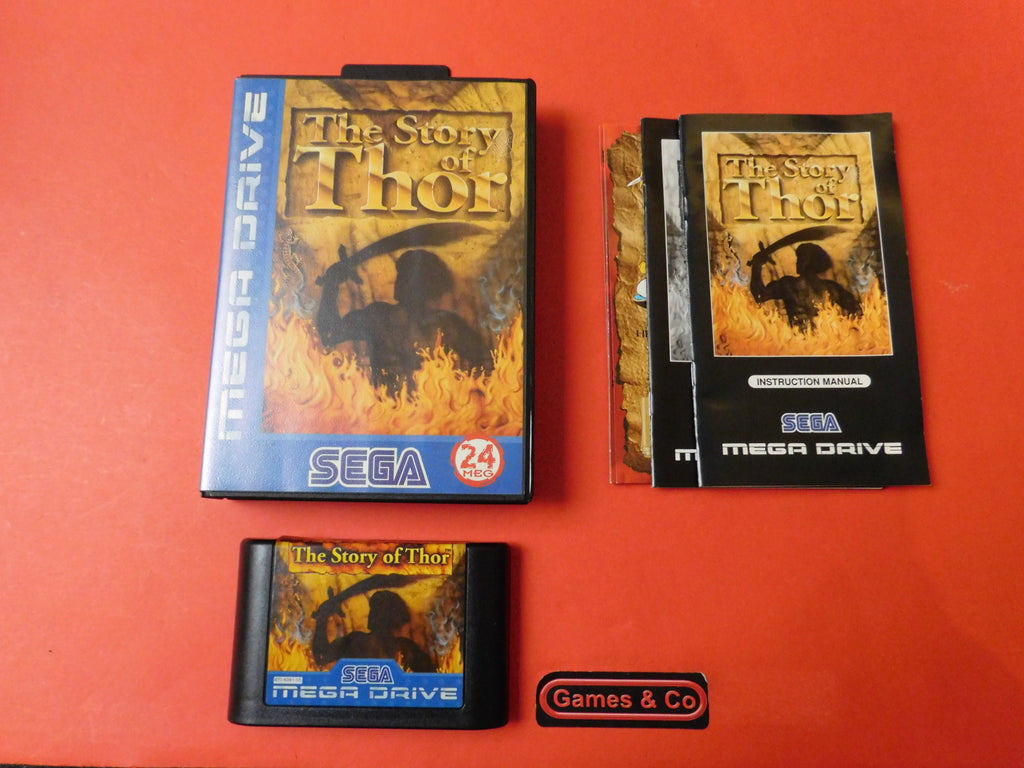 MEGA DRIVE
The Story
of
Thor
SEGA
24
MEG
The Story
of
Thor
INSTRUCTION MANUAL
SEGA
MEGA DRIVE
The Story of Thor
SEGA
MEGA DRIVE
Games & Co